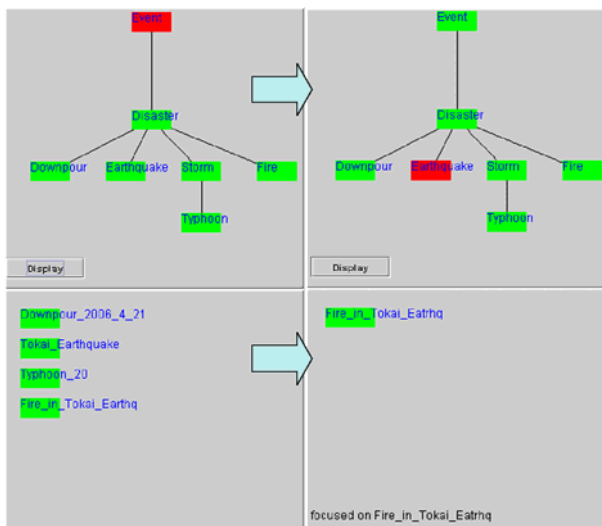 Event
Disaster
Downpour Earthquake Storm Fire
Typhoon
Display
Event
Disaster
Downpour Earthquake Storm Fire
Typhoon
Display
Downpour_2006_4_21
Tokai_Earthquake
Typhoon_20
Fire_in_Tokai_Earthq
Fire_in_Tokai_Eatrhq
focused on Fire_in_Tokai_Eatrhq